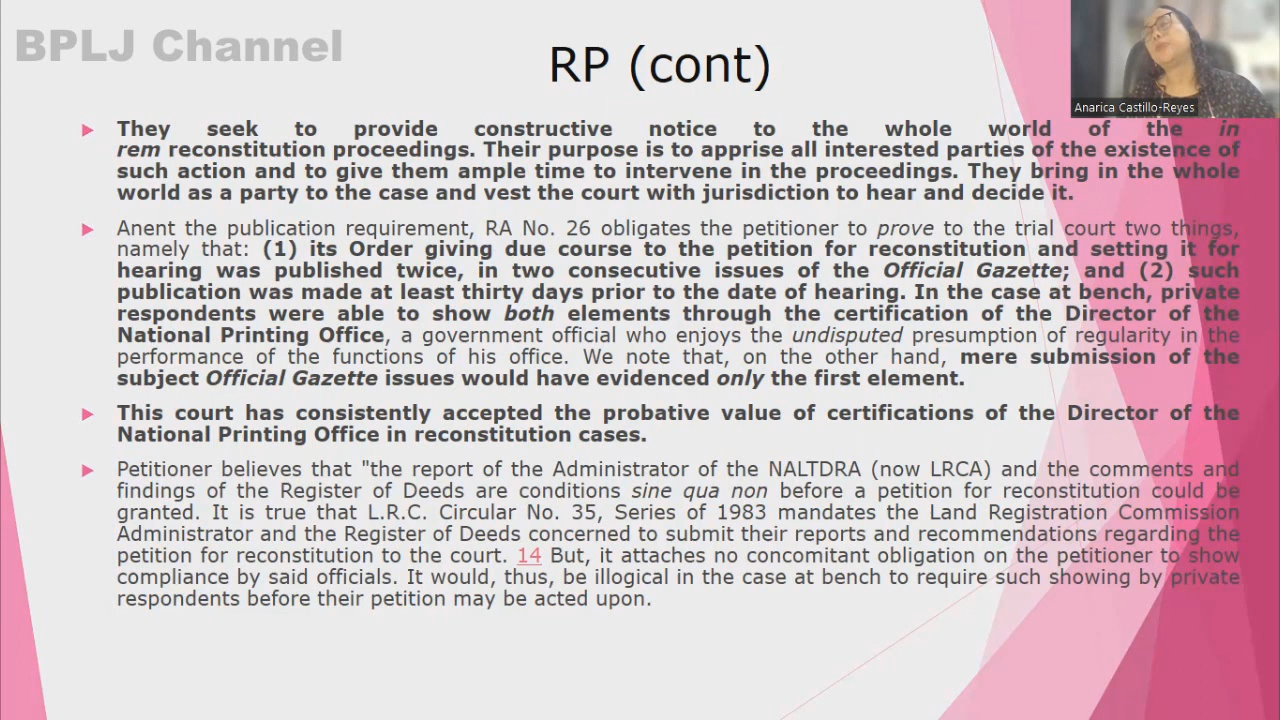 BPLJ Channel
RP (cont)
Anarica Castillo-Reyes
They seek to provide constructive notice to the whole world of the in
rem reconstitution proceedings. Their purpose is to apprise all interested parties of the existence of
such action and to give them ample time to intervene in the proceedings. They bring in the whole
world as a party to the case and vest the court with jurisdiction to hear and decide it.
Anent the publication requirement, RA No. 26 obligates the petitioner to prove to the trial court two things,
namely that: (1) its Order giving due course to the petition for reconstitution and setting it for
hearing was published twice, in two consecutive issues of the Official Gazette; and (2) such
publication was made at least thirty days prior to the date of hearing. In the case at bench, private
respondents were able to show both elements through the certification of the Director of the
National Printing Office, a government official who enjoys the undisputed presumption of regularity in the
performance of the functions of his office. We note that, on the other hand, mere submission of the
subject Official Gazette issues would have evidenced only the first element.
This court has consistently accepted the probative value of certifications of the Director of the
National Printing Office in reconstitution cases.
Petitioner believes that "the report of the Administrator of the NALTDRA (now LRCA) and the comments and
findings of the Register of Deeds are conditions sine qua non before a petition for reconstitution could be
granted. It is true that L.R.C. Circular No. 35, Series of 1983 mandates the Land Registration Commission
Administrator and the Register of Deeds concerned to submit their reports and recommendations regarding the
petition for reconstitution to the court. 14 But, it attaches no concomitant obligation on the petitioner to show
compliance by said officials. It would, thus, be illogical in the case at bench to require such showing by private
respondents before their petition may be acted upon.